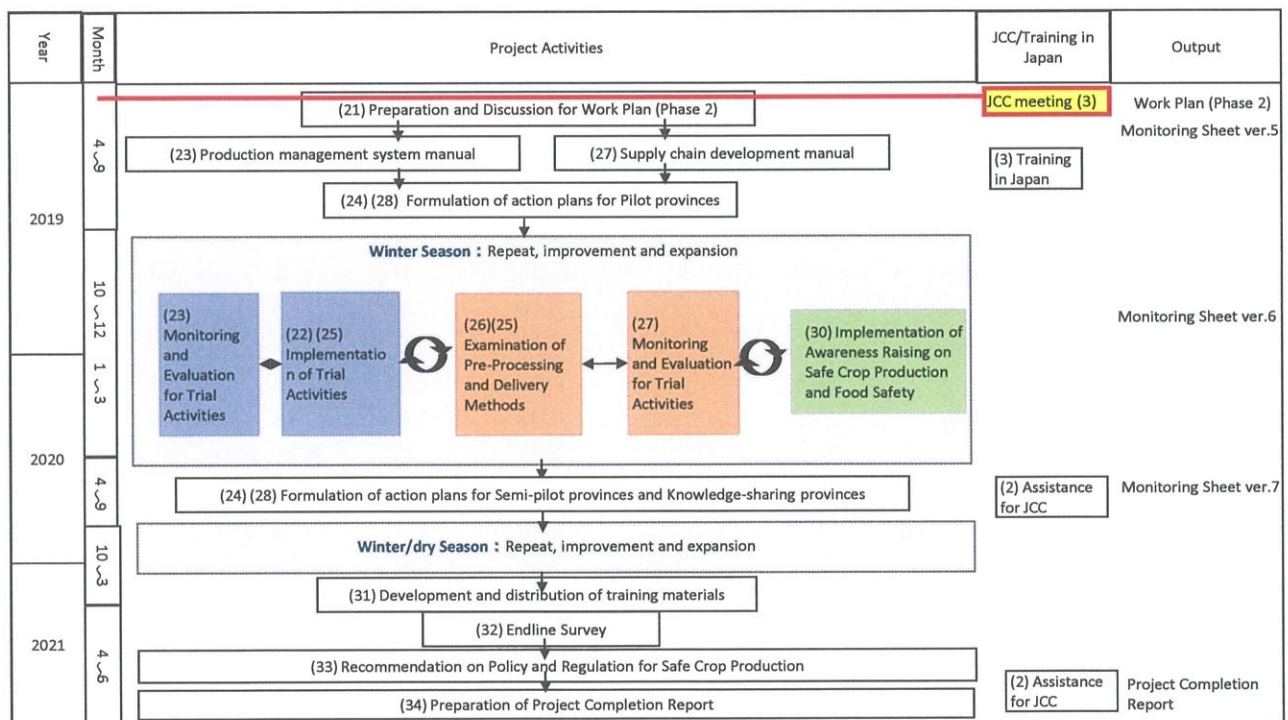 Year
Month
Project Activities
JCC/Training in
Japan
Output
2019
4~9
(21) Preparation and Discussion for Work Plan (Phase 2)
JCC meeting (3)
Work Plan (Phase 2)
Monitoring Sheet ver.5
(23) Production management system manual
(27) Supply chain development manual
(3) Training
in Japan
(24) (28) Formulation of action plans for Pilot provinces
10~12
Winter Season : Repeat, improvement and expansion
(23)
Monitoring
and
Evaluation
for Trial
Activities
(22) (25)
Implementatio
n of Trial
Activities
(26)(25)
Examination of
Pre-Processing
and Delivery
Methods
(27)
Monitoring
and Evaluation
for Trial
Activities
(30) Implementation of
Awareness Raising on
Safe Crop Production
and Food Safety
Monitoring Sheet ver.6
2020
1~3
4~9
(24) (28) Formulation of action plans for Semi-pilot provinces and Knowledge-sharing provinces
(2) Assistance
for JCC
Monitoring Sheet ver.7
10~3
Winter/dry Season : Repeat, improvement and expansion
2021
(31) Development and distribution of training materials
4~6
(32) Endline Survey
(33) Recommendation on Policy and Regulation for Safe Crop Production
(34) Preparation of Project Completion Report
(2) Assistance
for JCC
Project Completion
Report